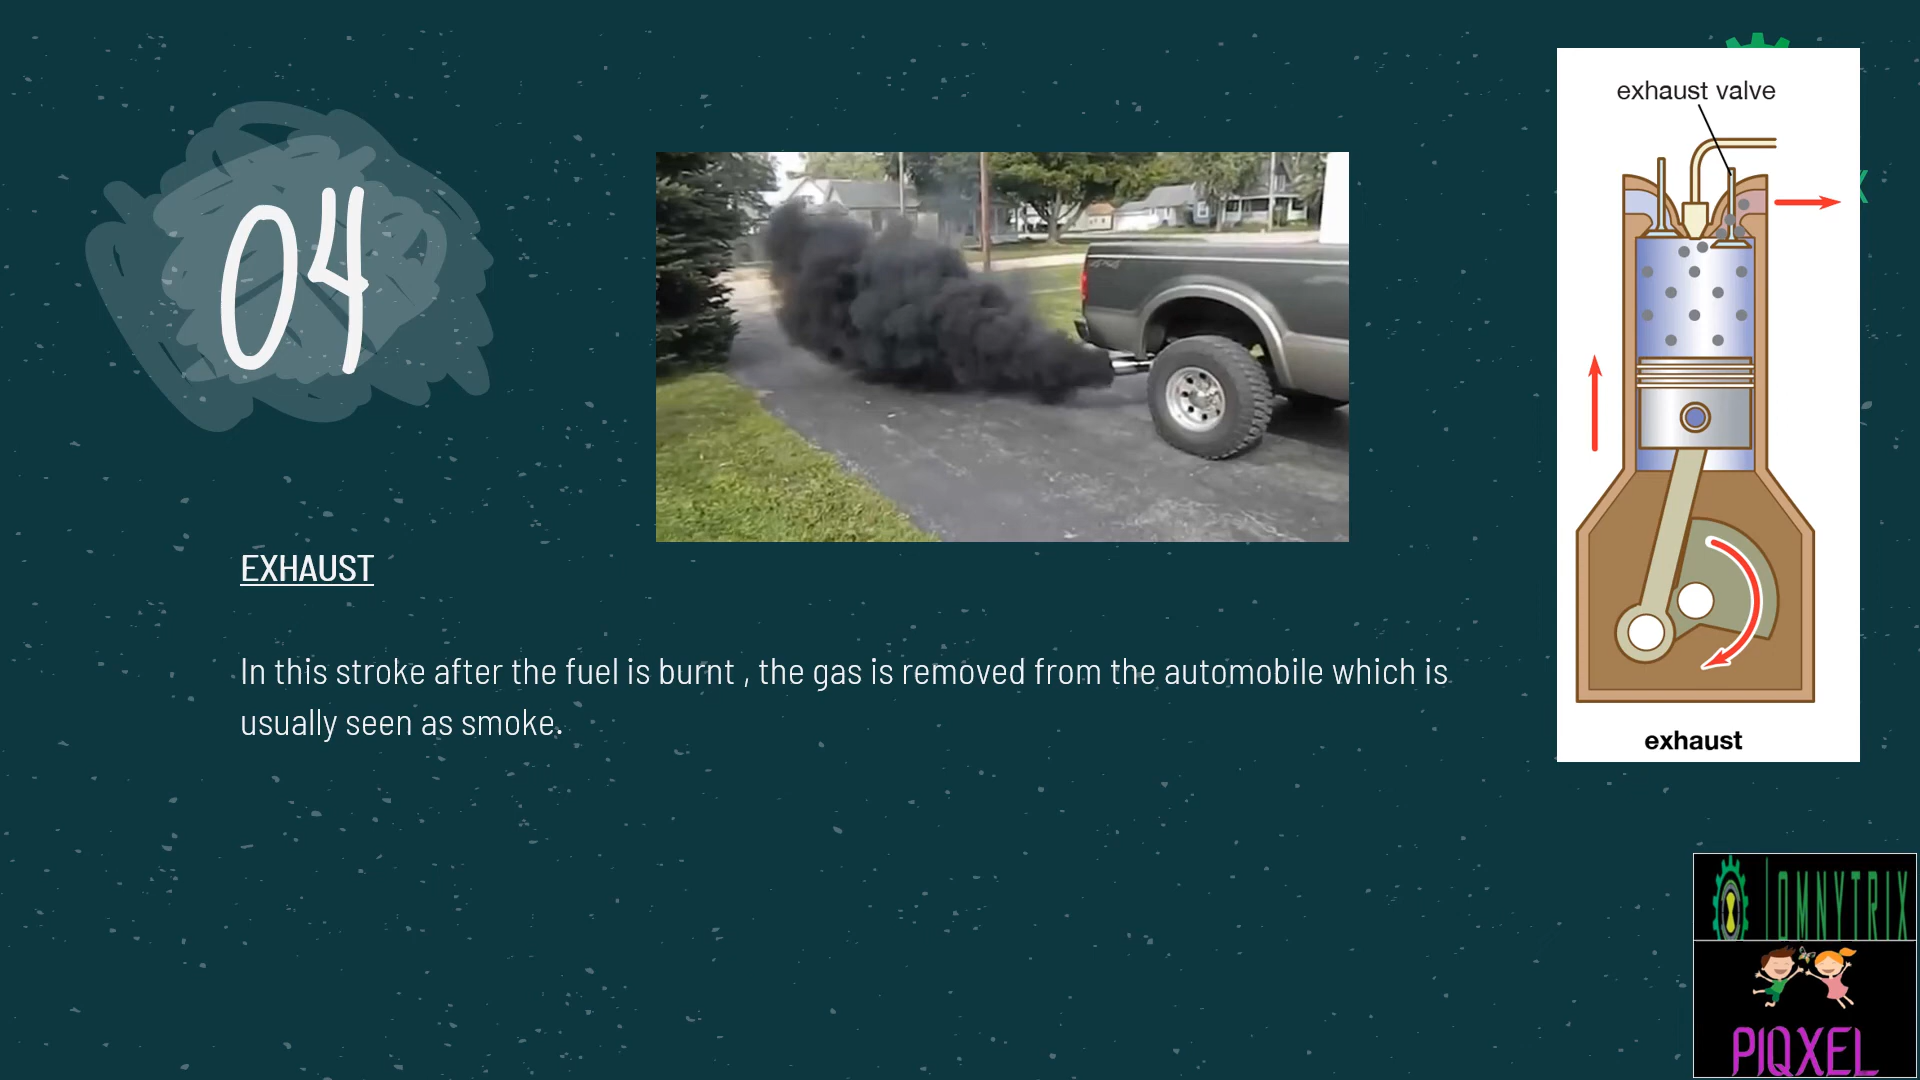 04
exhaust valve
EXHAUST
In this stroke after the fuel is burnt , the gas is removed from the automobile which is
usually seen as smoke.
exhaust
OMNYTRIX
PIQXEL